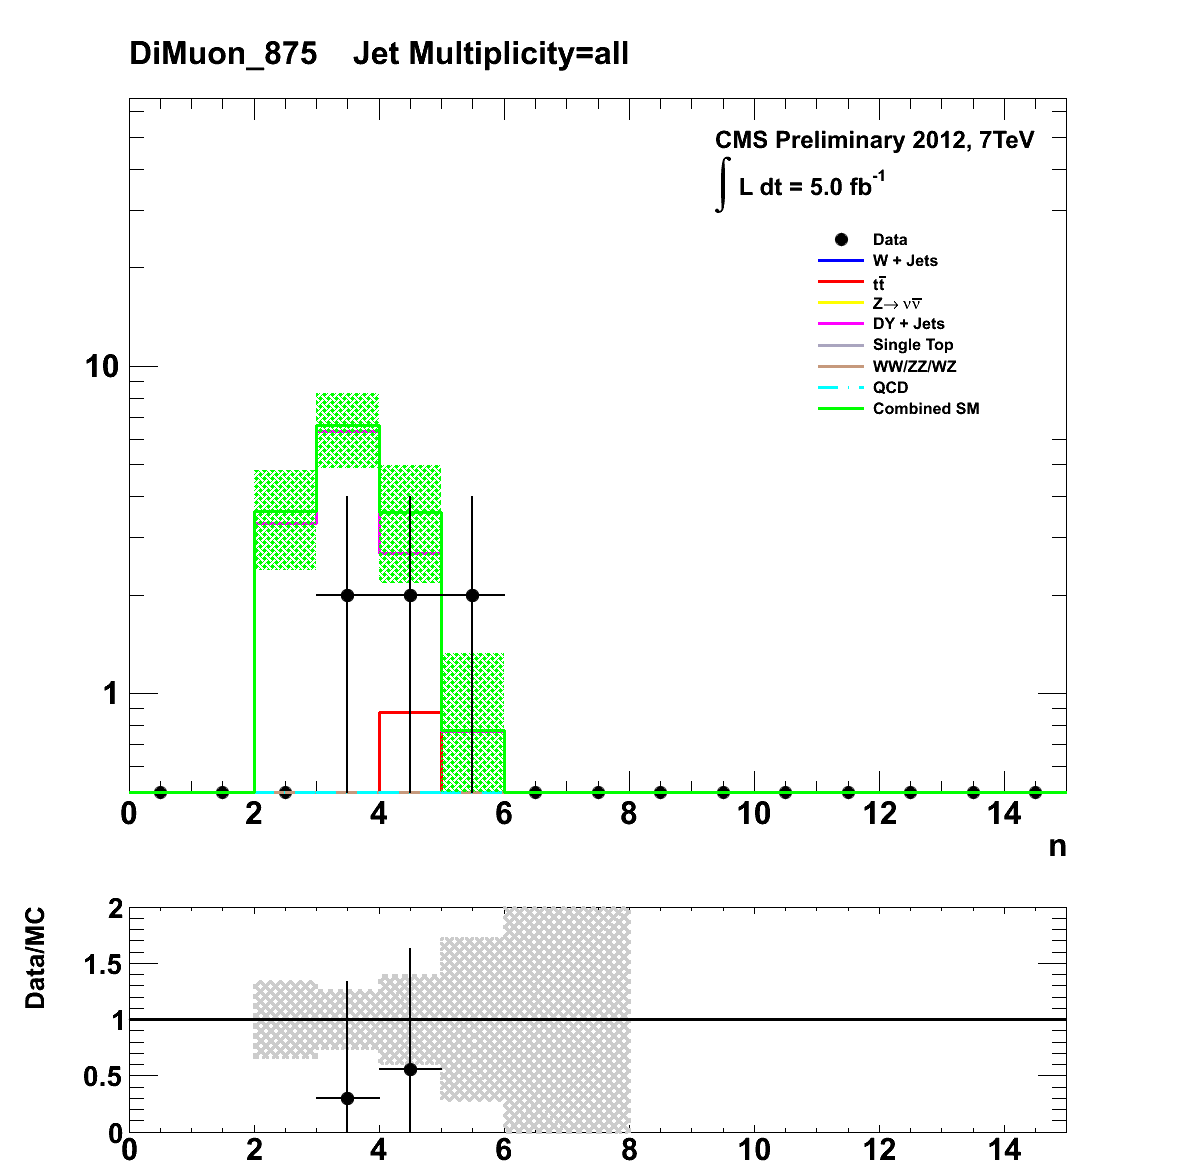 DiMuon_875 Jet Multiplicity=all
CMS Preliminary 2012, 7TeV
∫ L dt = 5.0 fb⁻¹
Data
W + Jets
tt̅
Z→ νν̅
DY + Jets
Single Top
WW/ZZ/WZ
QCD
Combined SM
10
1
0 2 4 6 8 10 12 14
n
Data/MC
2
1.5
1
0.5
0
0 2 4 6 8 10 12 14